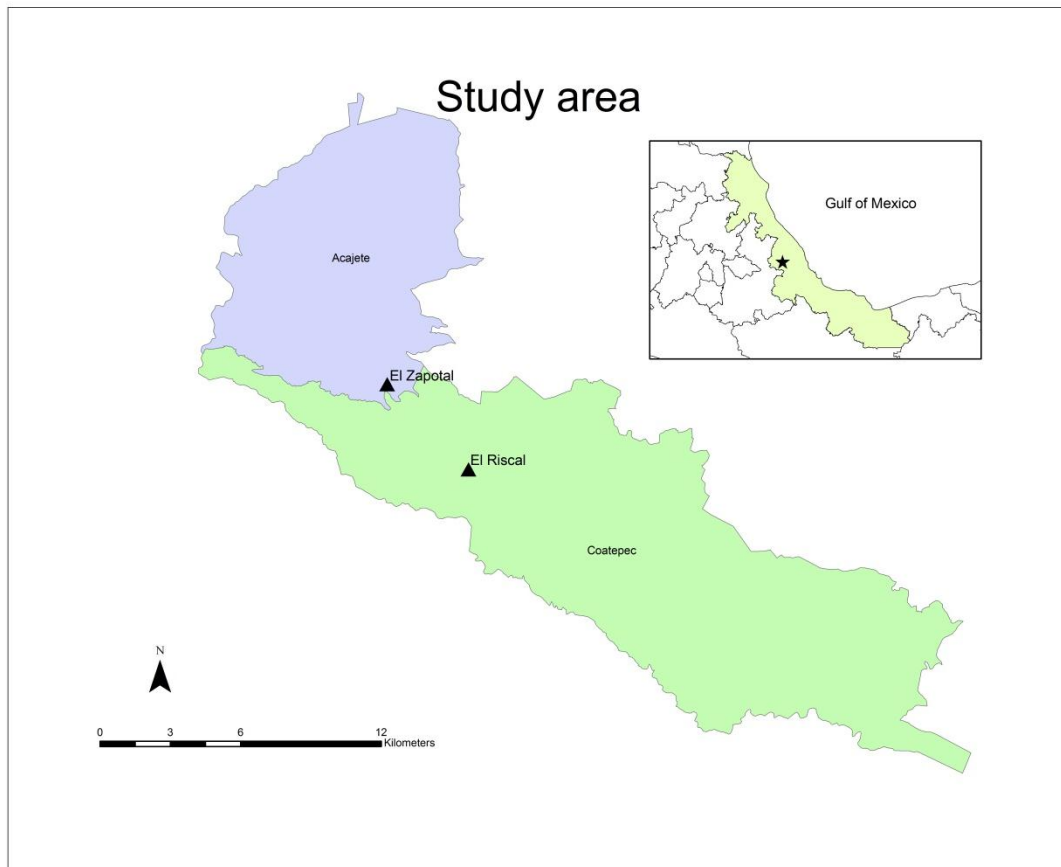 Study area
Gulf of Mexico
Acajete
El Zapotal
El Riscal
Coatepec
N
0 3 6 12
Kilometers